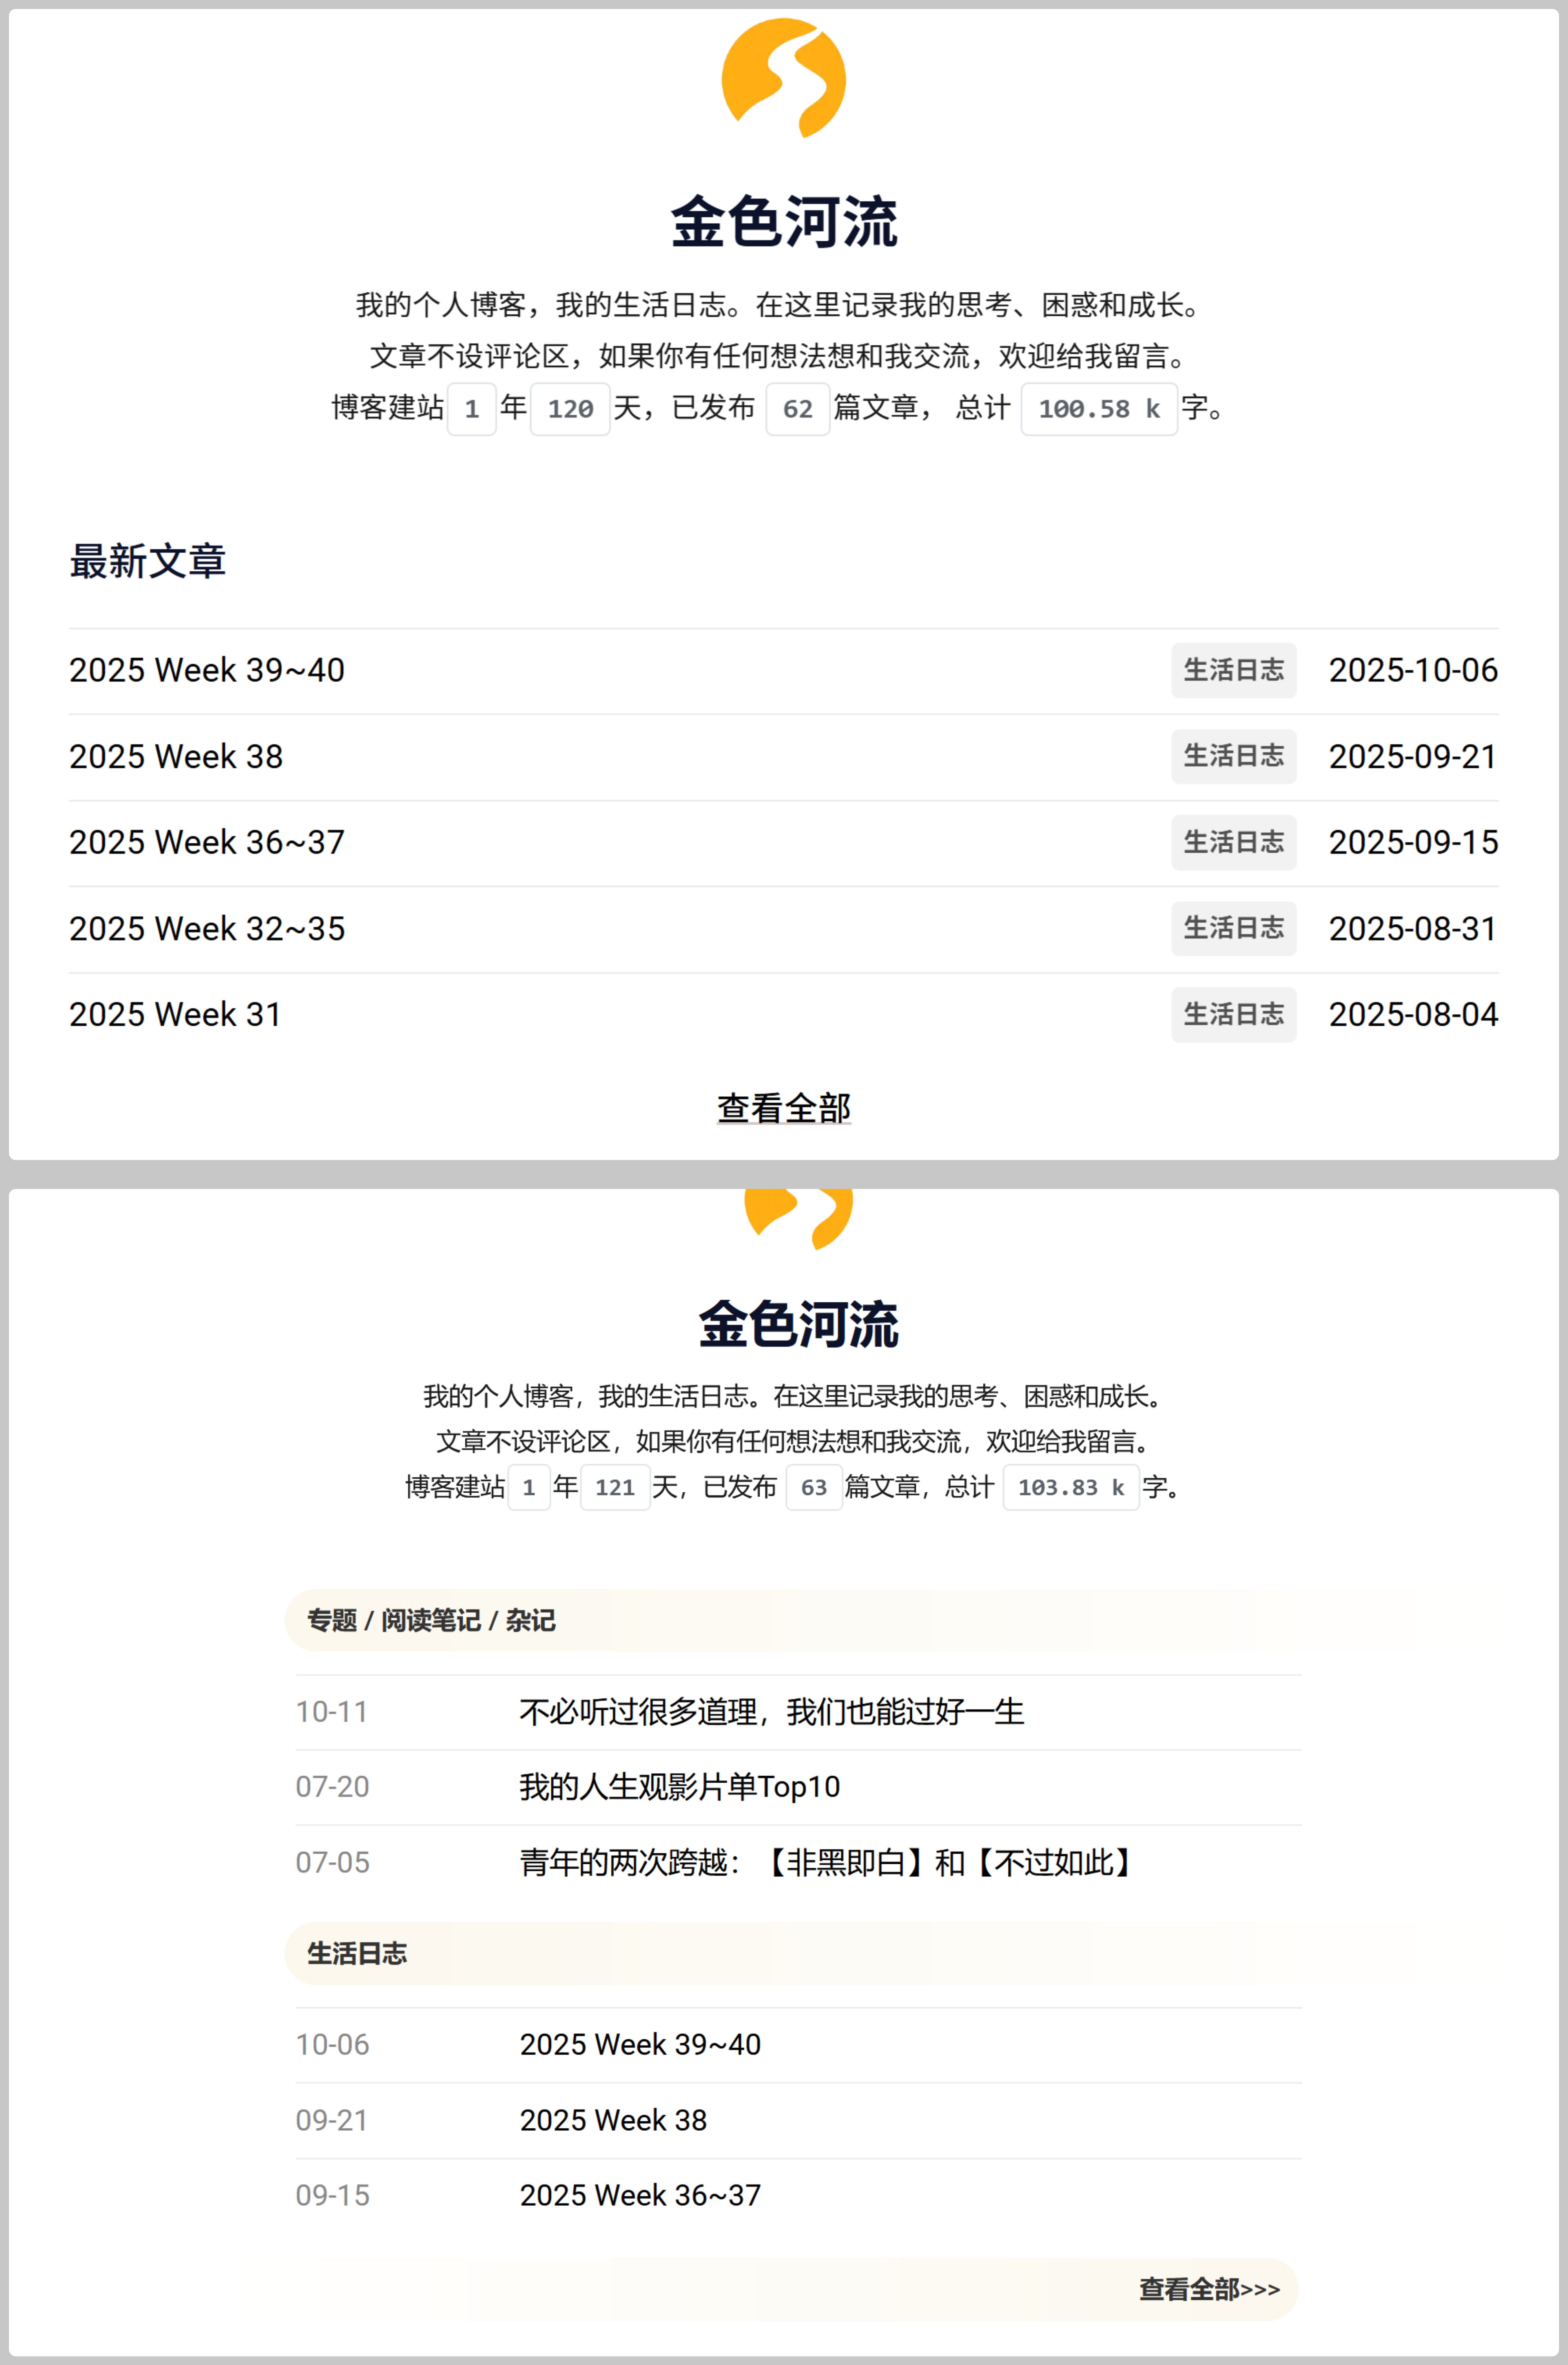 金色河流
我的个人博客，我的生活日志。在这里记录我的思考、困惑和成长。
文章不设评论区，如果你有任何想法想和我交流，欢迎给我留言。
博客建站 1 年 120 天，已发布 62 篇文章， 总计 100.58 k 字。
最新文章
2025 Week 39~40 生活日志 2025-10-06
2025 Week 38 生活日志 2025-09-21
2025 Week 36~37 生活日志 2025-09-15
2025 Week 32~35 生活日志 2025-08-31
2025 Week 31 生活日志 2025-08-04
查看全部
金色河流
我的个人博客，我的生活日志。在这里记录我的思考、困惑和成长。
文章不设评论区，如果你有任何想法想和我交流，欢迎给我留言。
博客建站 1 年 121 天，已发布 63 篇文章，总计 103.83 k 字。
专题 / 阅读笔记 / 杂记
10-11 不必听过很多道理，我们也能过好一生
07-20 我的人生观影片单Top10
07-05 青年的两次跨越：【非黑即白】和【不过如此】
生活日志
10-06 2025 Week 39~40
09-21 2025 Week 38
09-15 2025 Week 36~37
查看全部>>>